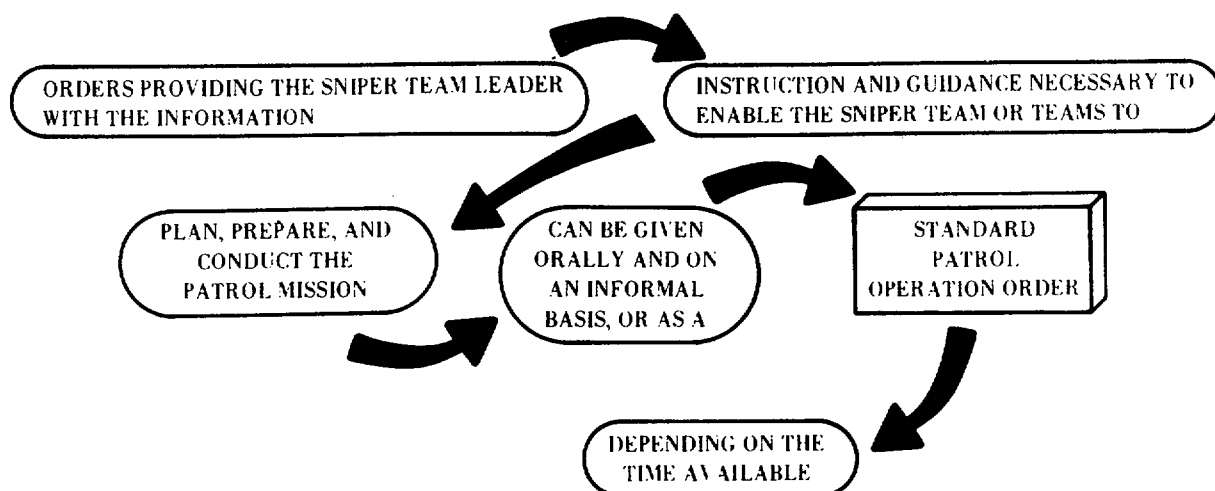 ORDERS PROVIDING THE SNIPER TEAM LEADER
WITH THE INFORMATION
INSTRUCTION AND GUIDANCE NECESSARY TO
ENABLE THE SNIPER TEAM OR TEAMS TO
PLAN, PREPARE, AND
CONDUCT THE
PATROL MISSION
CAN BE GIVEN
ORALLY AND ON
AN INFORMAL
BASIS, OR AS A
STANDARD
PATROL
OPERATION ORDER
DEPENDING ON THE
TIME AVAILABLE